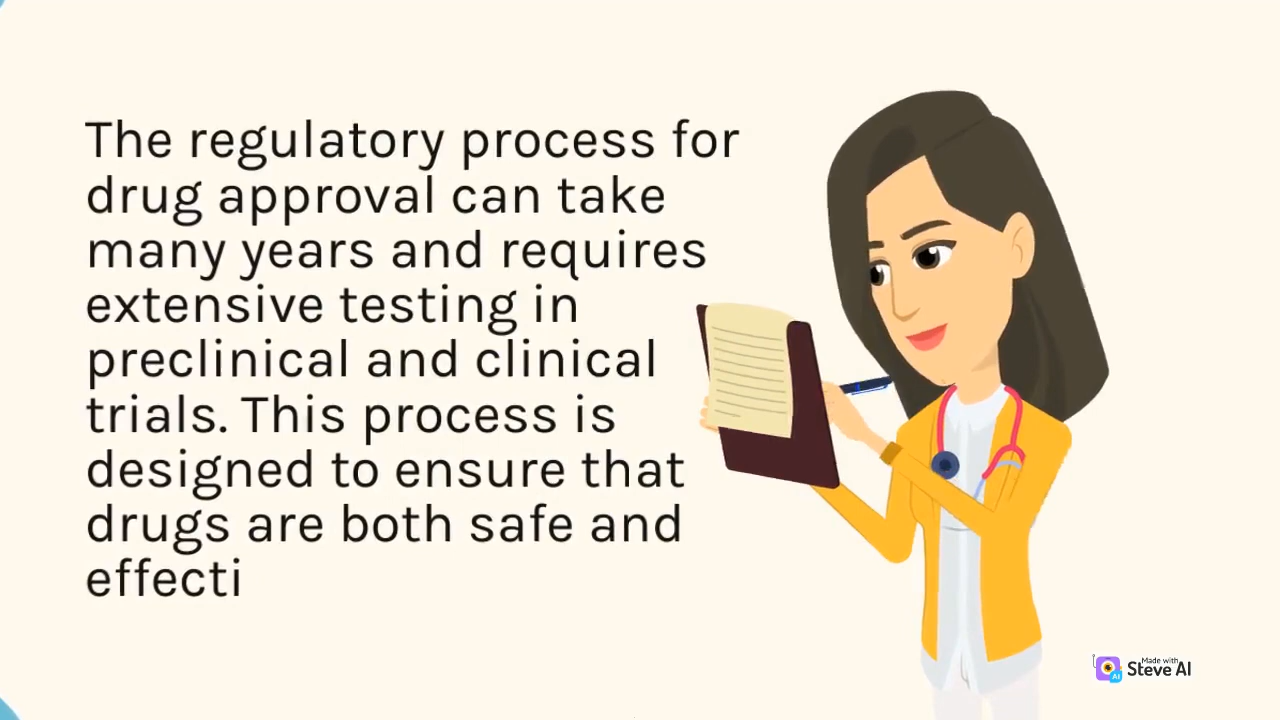 The regulatory process for
drug approval can take
many years and requires
extensive testing in
preclinical and clinical
trials. This process is
designed to ensure that
drugs are both safe and
effecti
Made with
Steve AI
AI